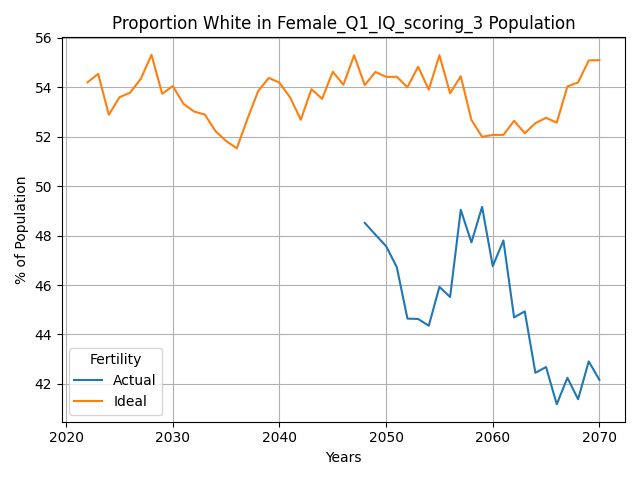 Proportion White in Female_Q1_IQ_scoring_3 Population
% of Population
56
54
52
50
48
46
44
42
Fertility
Actual
Ideal
2020 2030 2040 2050 2060 2070
Years